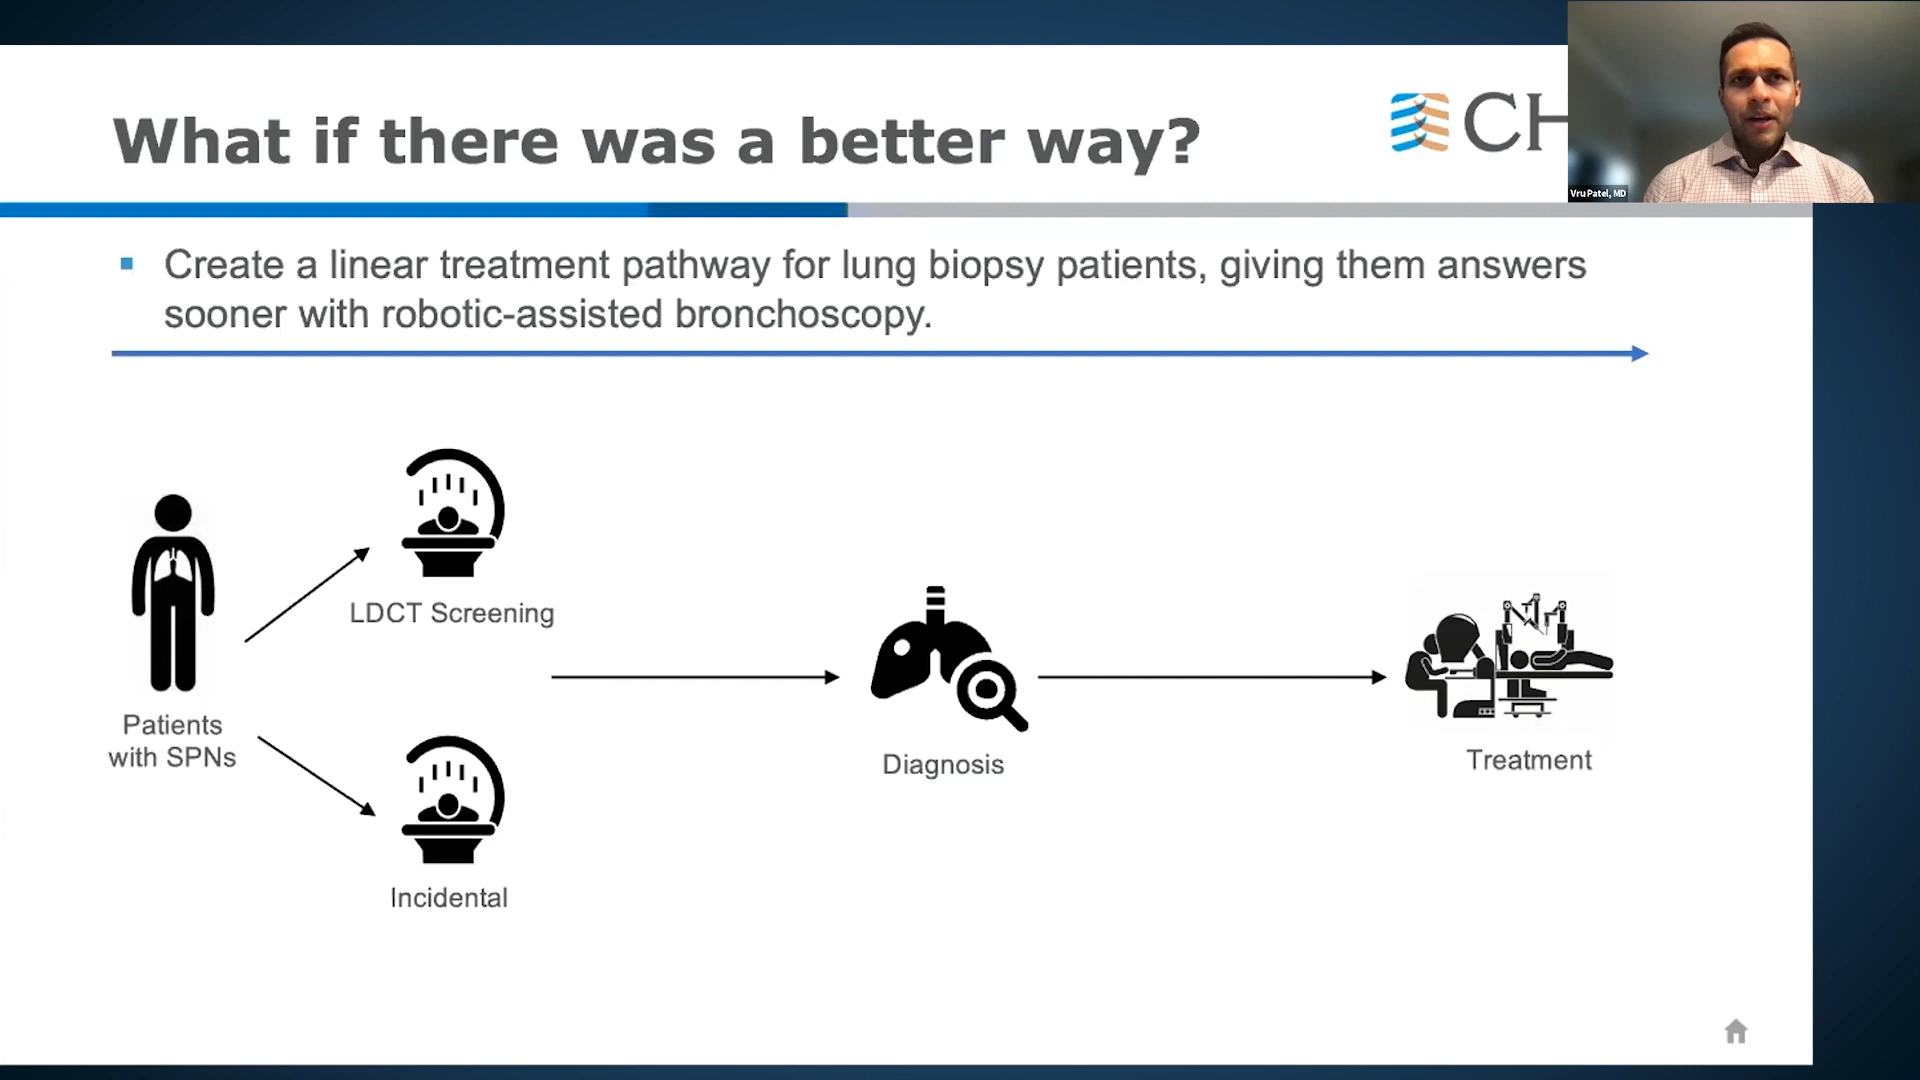 What if there was a better way?
CH
Vru Patel, MD
▪ Create a linear treatment pathway for lung biopsy patients, giving them answers
sooner with robotic-assisted bronchoscopy.
LDCT Screening
Patients
with SPNs
Diagnosis
Treatment
Incidental